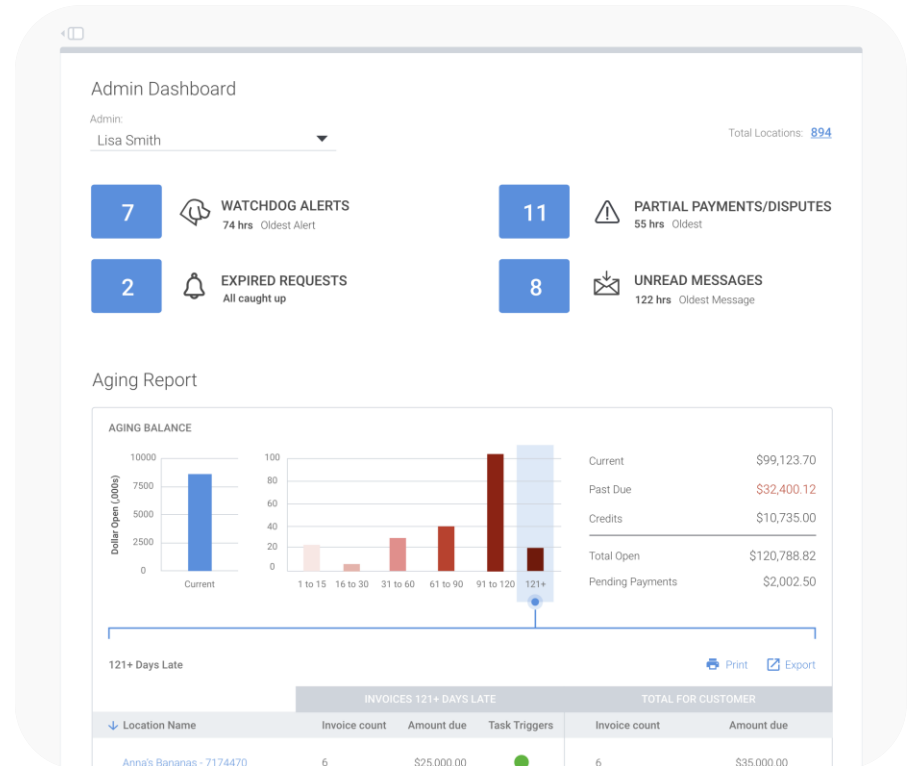 Admin Dashboard
Admin:
Lisa Smith
Total Locations: 894
7
WATCHDOG ALERTS
74 hrs Oldest Alert
11
PARTIAL PAYMENTS/DISPUTES
55 hrs Oldest
2
EXPIRED REQUESTS
All caught up
8
UNREAD MESSAGES
122 hrs Oldest Message
Aging Report
AGING BALANCE
Dollar Open (,000s)
10000
7500
5000
2500
0
Current
100
80
60
40
20
0
1 to 15 16 to 30 31 to 60 61 to 90 91 to 120 121+
Current $99,123.70
Past Due $32,400.12
Credits $10,735.00
Total Open $120,788.82
Pending Payments $2,002.50
121+ Days Late
Print Export
INVOICES 121+ DAYS LATE TOTAL FOR CUSTOMER
Location Name Invoice count Amount due Task Triggers Invoice count Amount due
Anna's Bananas - 7174470 6 $25,000.00 6 $35,000.00